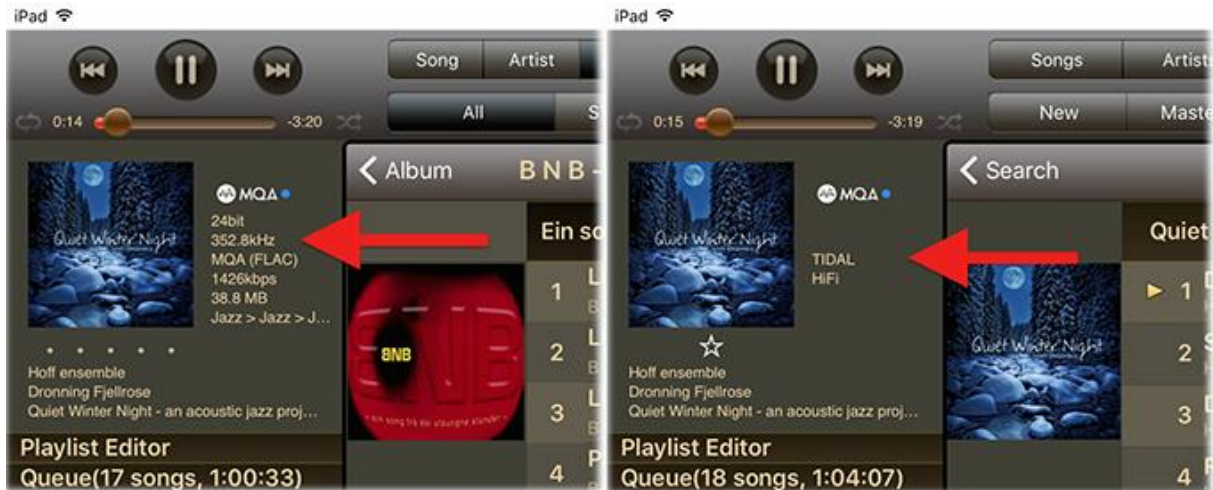 iPad
Song Artist
All S
0:14 -3:20
MQA
24bit
352.8kHz
MQA (FLAC)
1426kbps
38.8 MB
Jazz > Jazz > J...
Quiet Winter Night
Hoff ensemble
Dronning Fjellrose
Quiet Winter Night - an acoustic jazz proj...
Playlist Editor
Queue(17 songs, 1:00:33)
Album BNB -
Ein so
BNB
1 L
2 L
3 L
4 P
iPad
Songs Artists
New Maste
0:15 -3:19
MQA
TIDAL
HiFi
Quiet Winter Night
Hoff ensemble
Dronning Fjellrose
Quiet Winter Night - an acoustic jazz proj...
Playlist Editor
Queue(18 songs, 1:04:07)
Search
Quiet
Quiet Winter Night
1
2 S
3
4